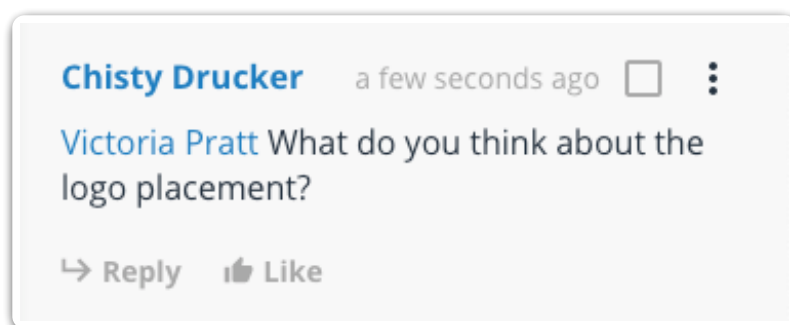 Chisty Drucker a few seconds ago
Victoria Pratt What do you think about the
logo placement?
Reply Like